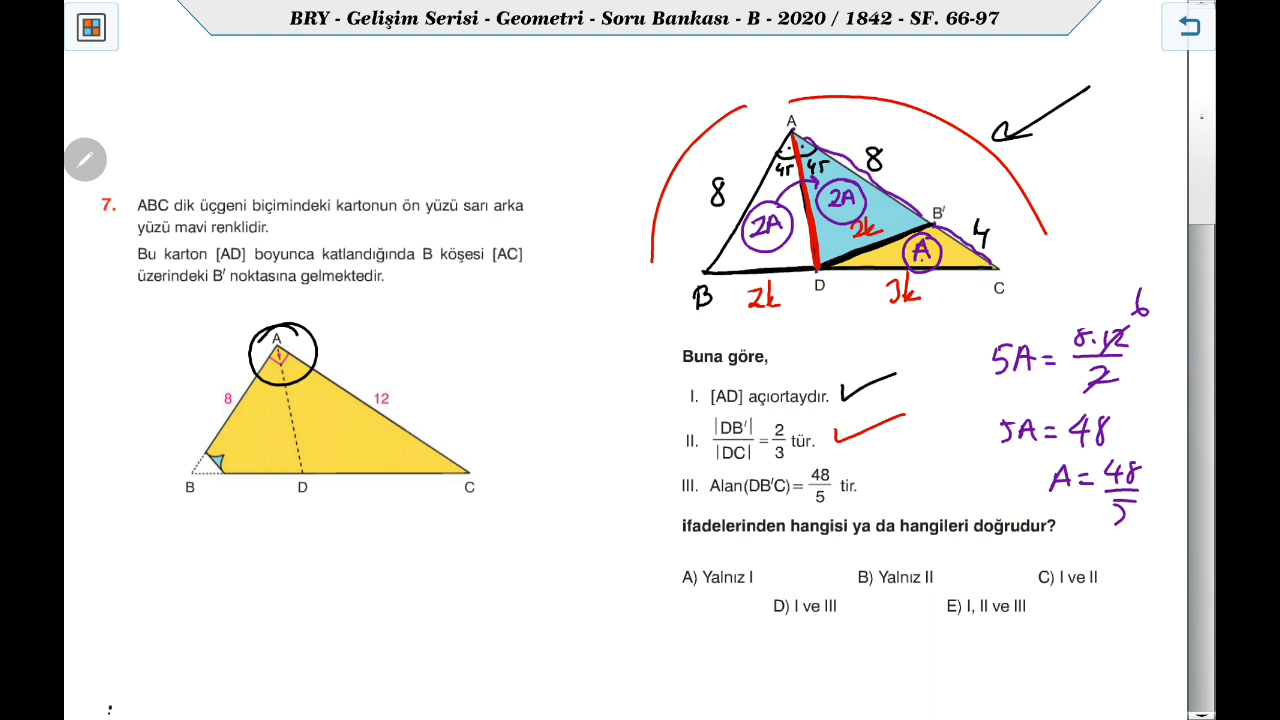 BRY - Gelişim Serisi - Geometri - Soru Bankası - B - 2020 / 1842 - SF. 66-97
7. ABC dik üçgeni biçimindeki kartonun ön yüzü sarı arka
yüzü mavi renklidir.
Bu karton [AD] boyunca katlandığında B köşesi [AC]
üzerindeki B' noktasına gelmektedir.
A
8
12
B
D
C
A
45 45
8
8
2A
2A
B'
2k
4
A
B
2k
D
3k
C
Buna göre,
I. [AD] açıortaydır.
II. |DB'| / |DC| = 2/3 tür.
III. Alan(DB'C) = 48/5 tir.
ifadelerinden hangisi ya da hangileri doğrudur?
A) Yalnız I B) Yalnız II C) I ve II
D) I ve III E) I, II ve III
6
5A = 8.12/2
5A = 48
A = 48/5